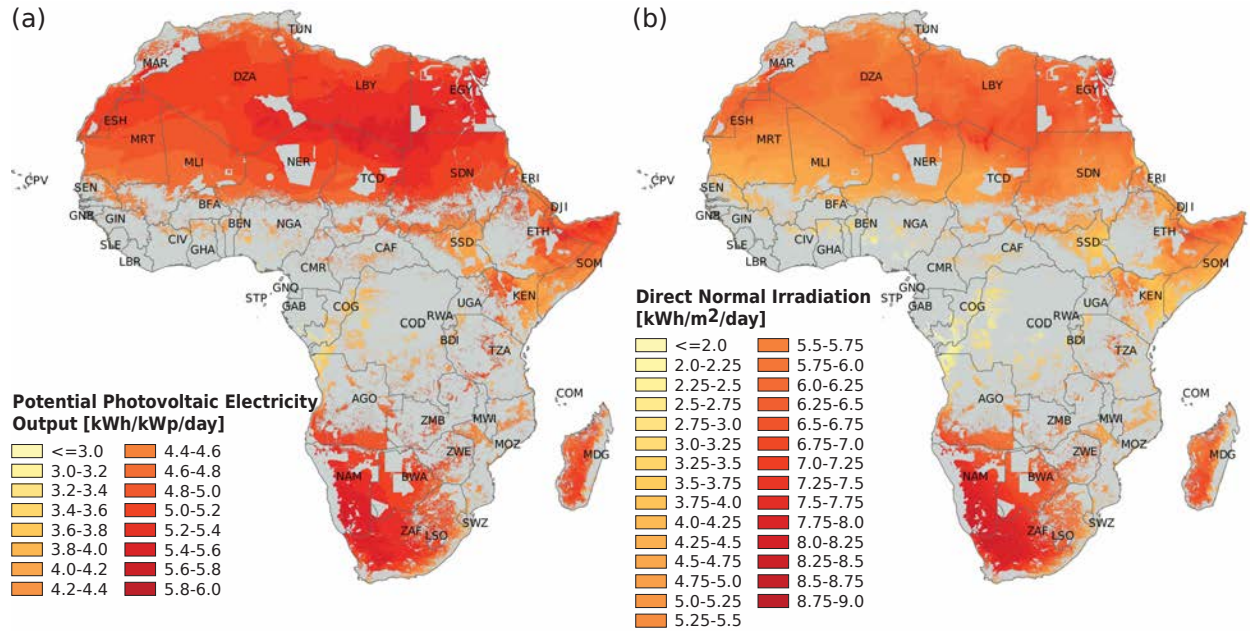 (a)
TUN
MAR
DZA
LBY
EGY
ESH
MRT
MLI
NER
TCD
SDN
ERI
CPV
SEN
GNB
GIN
BFA
BEN
NGA
DJI
ETH
SLE
CIV
GHA
LBR
CMR
CAF
SSD
SOM
STP
GNQ
GAB
COG
COD
UGA
RWA
BDI
KEN
TZA
COM
AGO
ZMB
MWI
MOZ
ZWE
MDG
NAM
BWA
ZAF
LSO
SWZ
Potential Photovoltaic Electricity
Output [kWh/kWp/day]
<=3.0
3.0-3.2
3.2-3.4
3.4-3.6
3.6-3.8
3.8-4.0
4.0-4.2
4.2-4.4
4.4-4.6
4.6-4.8
4.8-5.0
5.0-5.2
5.2-5.4
5.4-5.6
5.6-5.8
5.8-6.0
(b)
TUN
MAR
DZA
LBY
EGY
ESH
MRT
MLI
NER
TCD
SDN
ERI
CPV
SEN
GNB
GIN
BFA
BEN
NGA
DJI
ETH
SLE
CIV
GHA
LBR
CMR
CAF
SSD
SOM
STP
GNQ
GAB
COG
COD
UGA
RWA
BDI
KEN
TZA
COM
AGO
ZMB
MWI
MOZ
ZWE
MDG
NAM
BWA
ZAF
LSO
SWZ
Direct Normal Irradiation
[kWh/m2/day]
<=2.0
2.0-2.25
2.25-2.5
2.5-2.75
2.75-3.0
3.0-3.25
3.25-3.5
3.5-3.75
3.75-4.0
4.0-4.25
4.25-4.5
4.5-4.75
4.75-5.0
5.0-5.25
5.25-5.5
5.5-5.75
5.75-6.0
6.0-6.25
6.25-6.5
6.5-6.75
6.75-7.0
7.0-7.25
7.25-7.5
7.5-7.75
7.75-8.0
8.0-8.25
8.25-8.5
8.5-8.75
8.75-9.0